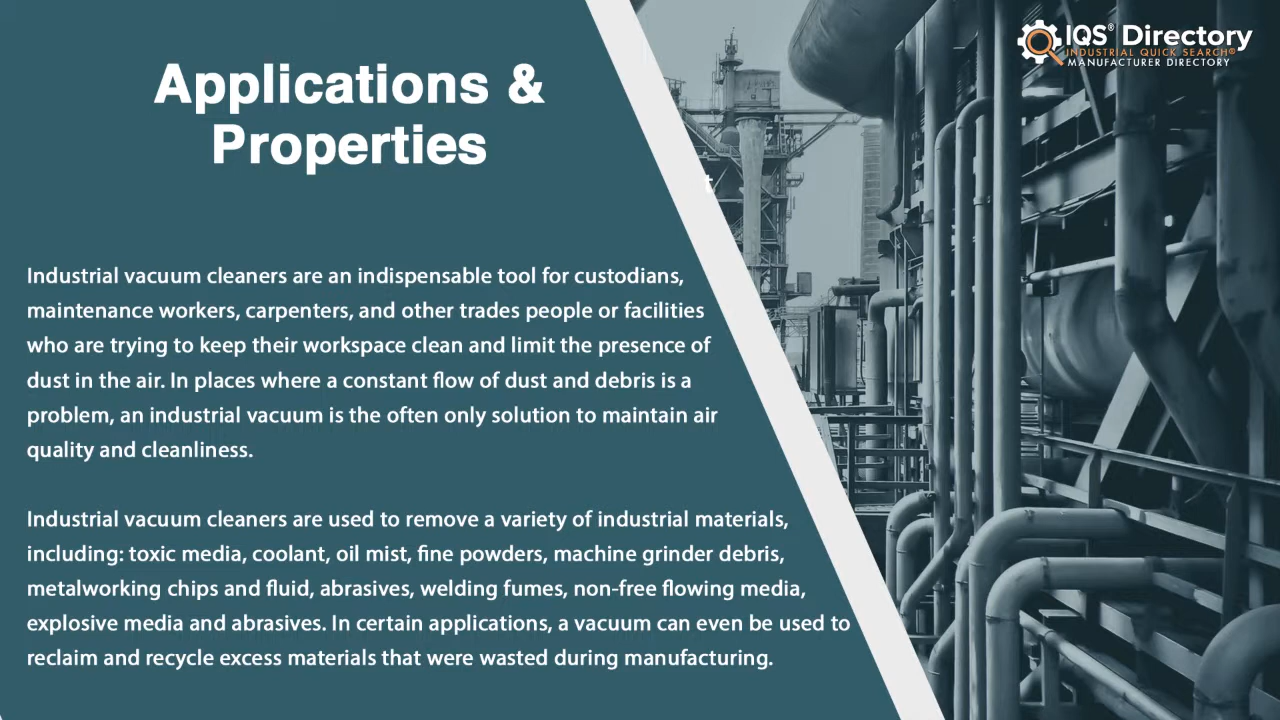 Applications &
Properties
IQS® Directory
INDUSTRIAL QUICK SEARCH®
MANUFACTURER DIRECTORY
t
Industrial vacuum cleaners are an indispensable tool for custodians,
maintenance workers, carpenters, and other trades people or facilities
who are trying to keep their workspace clean and limit the presence of
dust in the air. In places where a constant flow of dust and debris is a
problem, an industrial vacuum is the often only solution to maintain air
quality and cleanliness.
Industrial vacuum cleaners are used to remove a variety of industrial materials,
including: toxic media, coolant, oil mist, fine powders, machine grinder debris,
metalworking chips and fluid, abrasives, welding fumes, non-free flowing media,
explosive media and abrasives. In certain applications, a vacuum can even be used to
reclaim and recycle excess materials that were wasted during manufacturing.